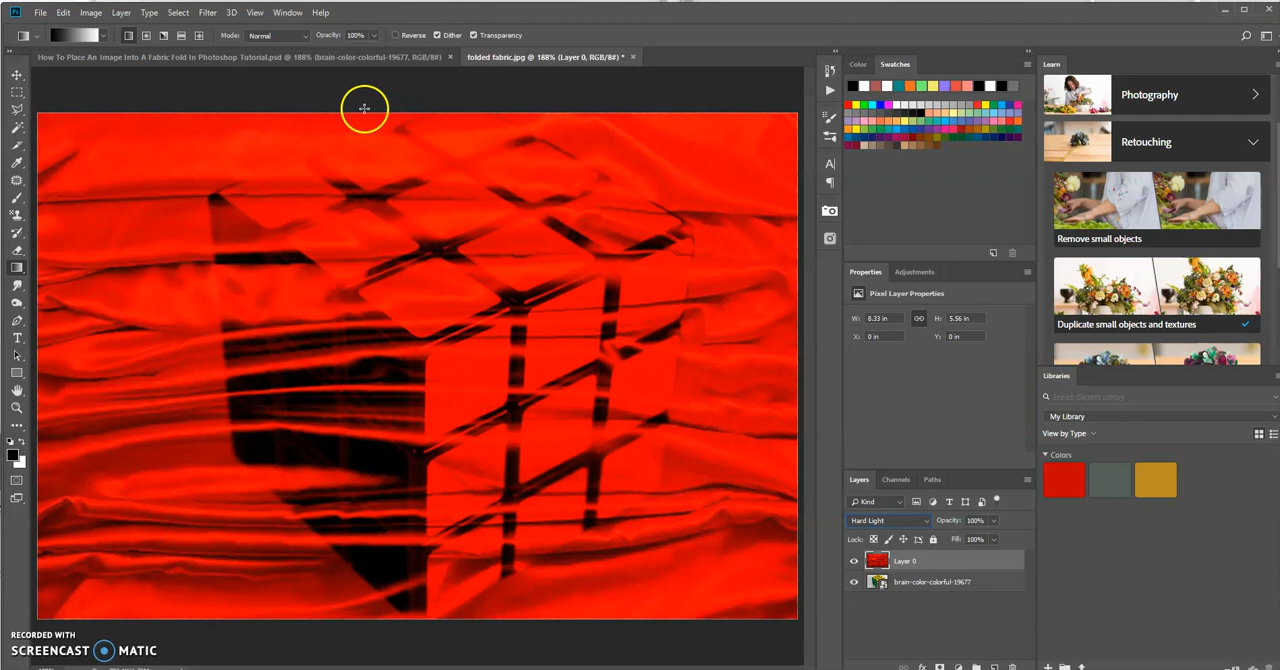 Ps File Edit Image Layer Type Select Filter 3D View Window Help
Mode: Normal Opacity: 100% Reverse Dither Transparency
How To Place An Image Into A Fabric Fold In Photoshop Tutorial.psd @ 188% (brain-color-colorful-19677, RGB/8#) × folded fabric.jpg @ 188% (Layer 0, RGB/8#) * ×
Color Swatches
Learn
Photography
Retouching
Remove small objects
Duplicate small objects and textures
Properties Adjustments
Pixel Layer Properties
W: 8.33 in H: 5.56 in
X: 0 in Y: 0 in
Libraries
Search Current Library
My Library
View by Type
Colors
Layers Channels Paths
Kind
Hard Light Opacity: 100%
Lock: Fill: 100%
Layer 0
brain-color-colorful-19677
RECORDED WITH
SCREENCAST MATIC